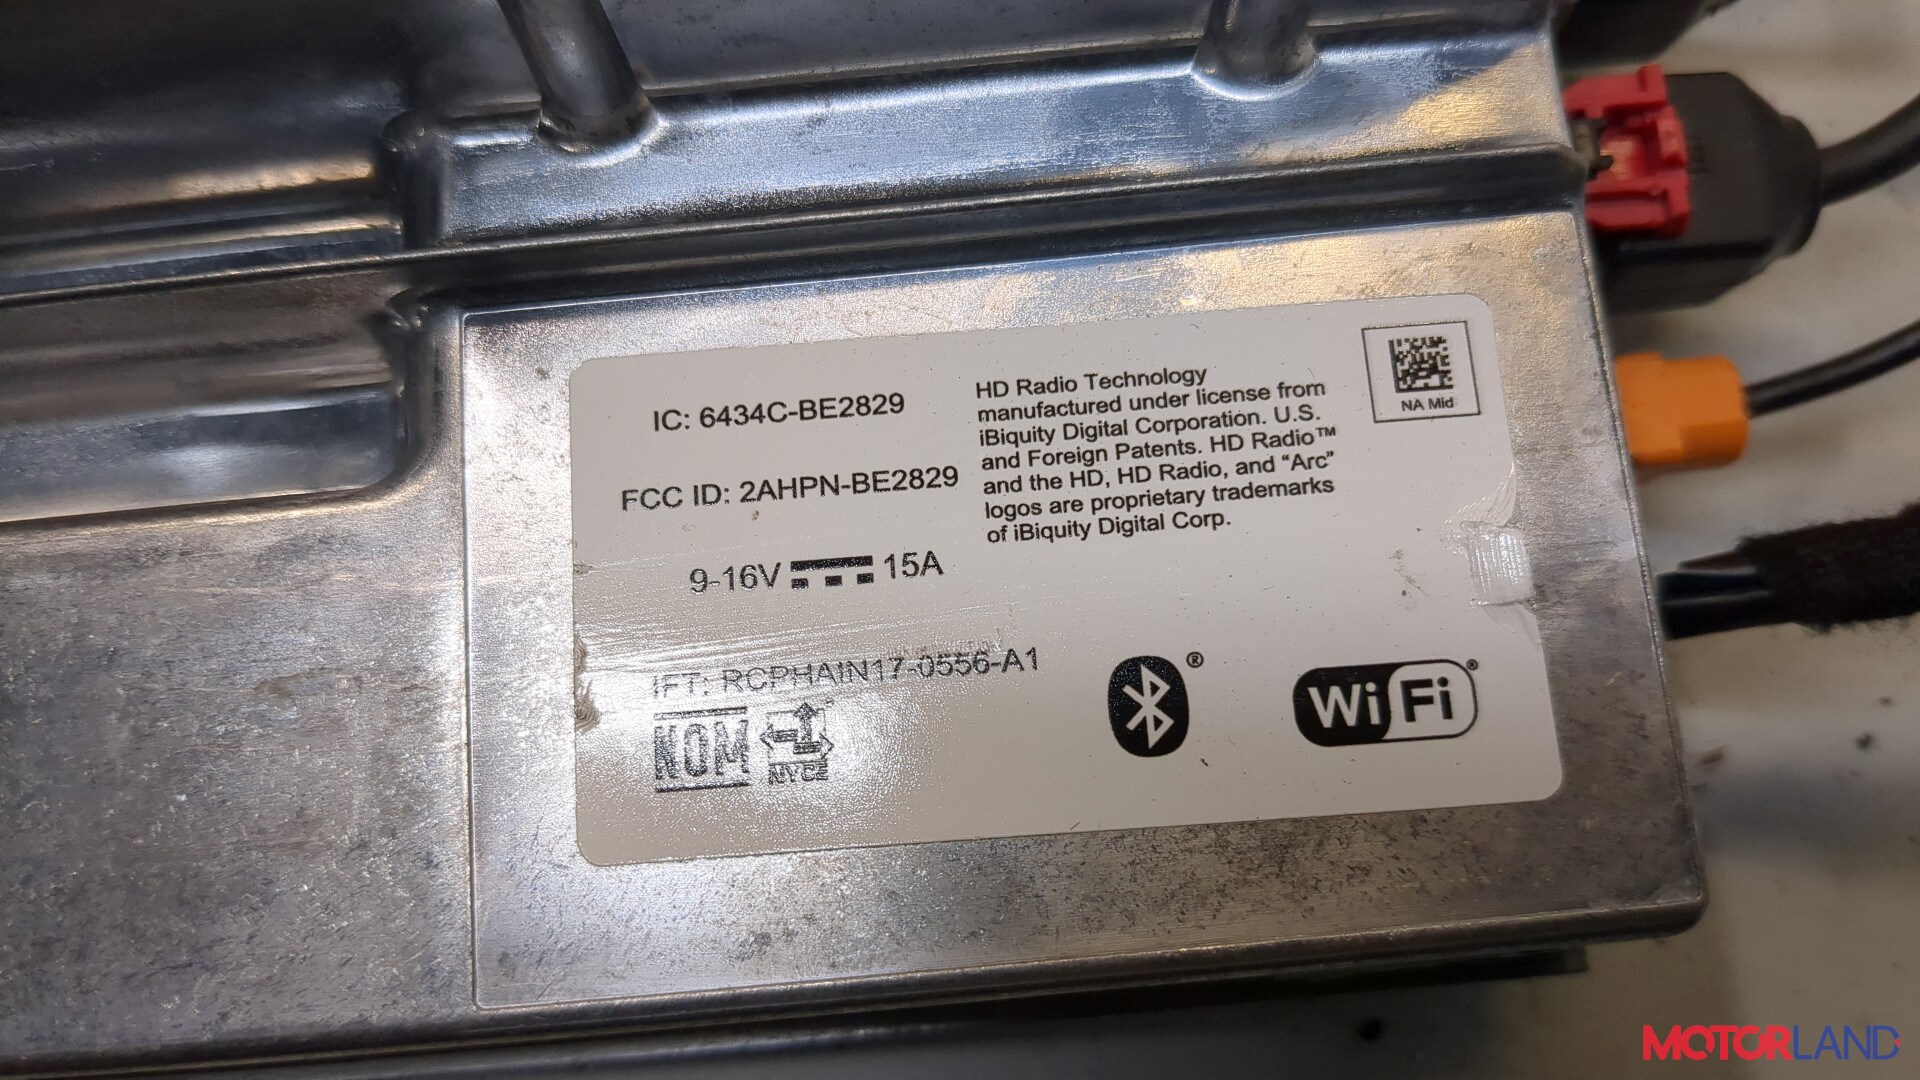 IC: 6434C-BE2829
FCC ID: 2AHPN-BE2829
9-16V 15A
HD Radio Technology
manufactured under license from
iBiquity Digital Corporation. U.S.
and Foreign Patents. HD Radio™
and the HD, HD Radio, and “Arc”
logos are proprietary trademarks
of iBiquity Digital Corp.
NA Mid
IFT: RCPHAIN17-0556-A1
NOM
NYCE
®
WiFi®
MOTORLAND